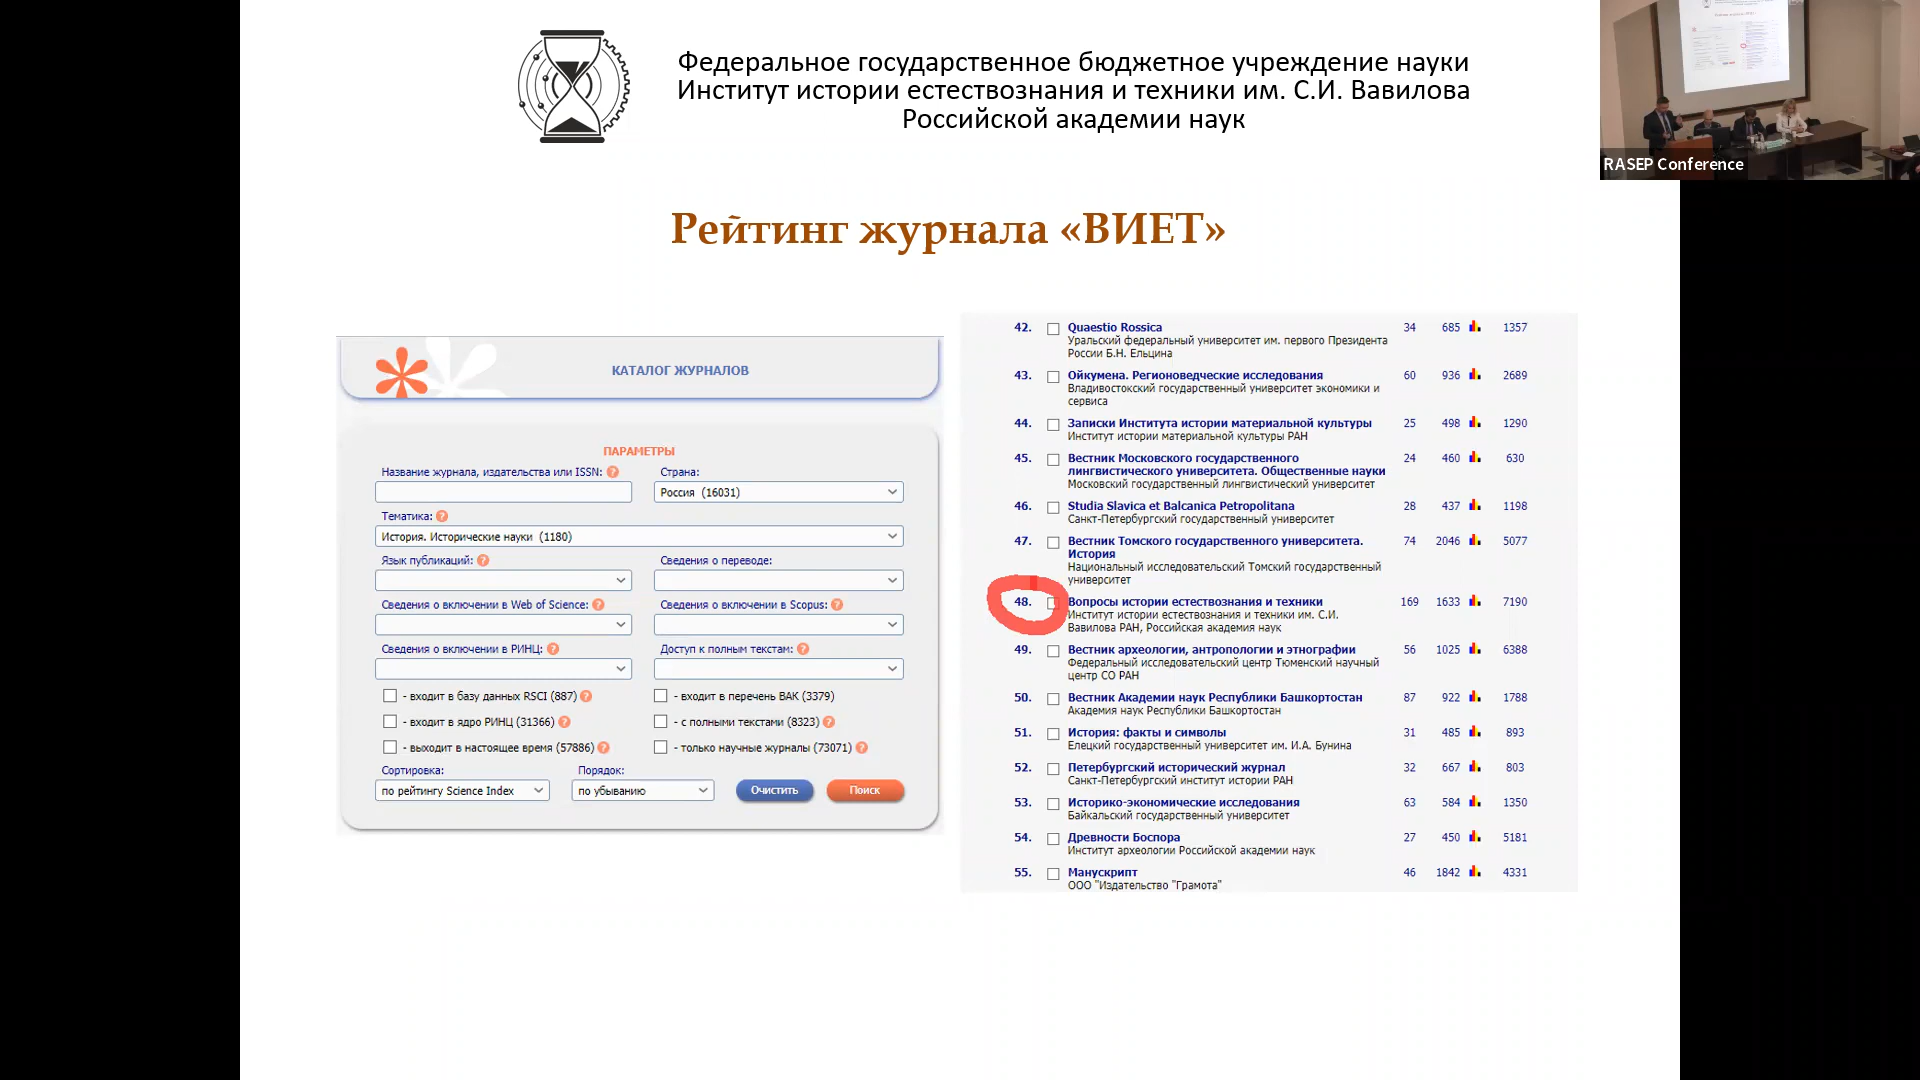 Федеральное государственное бюджетное учреждение науки
Институт истории естествознания и техники им. С.И. Вавилова
Российской академии наук
RASEP Conference
Рейтинг журнала «ВИЕТ»
КАТАЛОГ ЖУРНАЛОВ
ПАРАМЕТРЫ
Название журнала, издательства или ISSN: ?
Страна:
Россия (16031)
Тематика: ?
История. Исторические науки (1180)
Язык публикаций: ?
Сведения о переводе:
Сведения о включении в Web of Science: ?
Сведения о включении в Scopus: ?
Сведения о включении в РИНЦ: ?
Доступ к полным текстам: ?
- входит в базу данных RSCI (887) ?
- входит в перечень ВАК (3379)
- входит в ядро РИНЦ (31366) ?
- с полными текстами (8323) ?
- выходит в настоящее время (57886) ?
- только научные журналы (73071) ?
Сортировка:
Порядок:
по рейтингу Science Index
по убыванию
Очистить
Поиск
42. Quaestio Rossica 34 685 1357
Уральский федеральный университет им. первого Президента
России Б.Н. Ельцина
43. Ойкумена. Регионоведческие исследования 60 936 2689
Владивостокский государственный университет экономики и
сервиса
44. Записки Института истории материальной культуры 25 498 1290
Институт истории материальной культуры РАН
45. Вестник Московского государственного 24 460 630
лингвистического университета. Общественные науки
Московский государственный лингвистический университет
46. Studia Slavica et Balcanica Petropolitana 28 437 1198
Санкт-Петербургский государственный университет
47. Вестник Томского государственного университета. 74 2046 5077
История
Национальный исследовательский Томский государственный
университет
48. Вопросы истории естествознания и техники 169 1633 7190
Институт истории естествознания и техники им. С.И.
Вавилова РАН, Российская академия наук
49. Вестник археологии, антропологии и этнографии 56 1025 6388
Федеральный исследовательский центр Тюменский научный
центр СО РАН
50. Вестник Академии наук Республики Башкортостан 87 922 1788
Академия наук Республики Башкортостан
51. История: факты и символы 31 485 893
Елецкий государственный университет им. И.А. Бунина
52. Петербургский исторический журнал 32 667 803
Санкт-Петербургский институт истории РАН
53. Историко-экономические исследования 63 584 1350
Байкальский государственный университет
54. Древности Боспора 27 450 5181
Институт археологии Российской академии наук
55. Манускрипт 46 1842 4331
ООО "Издательство "Грамота"